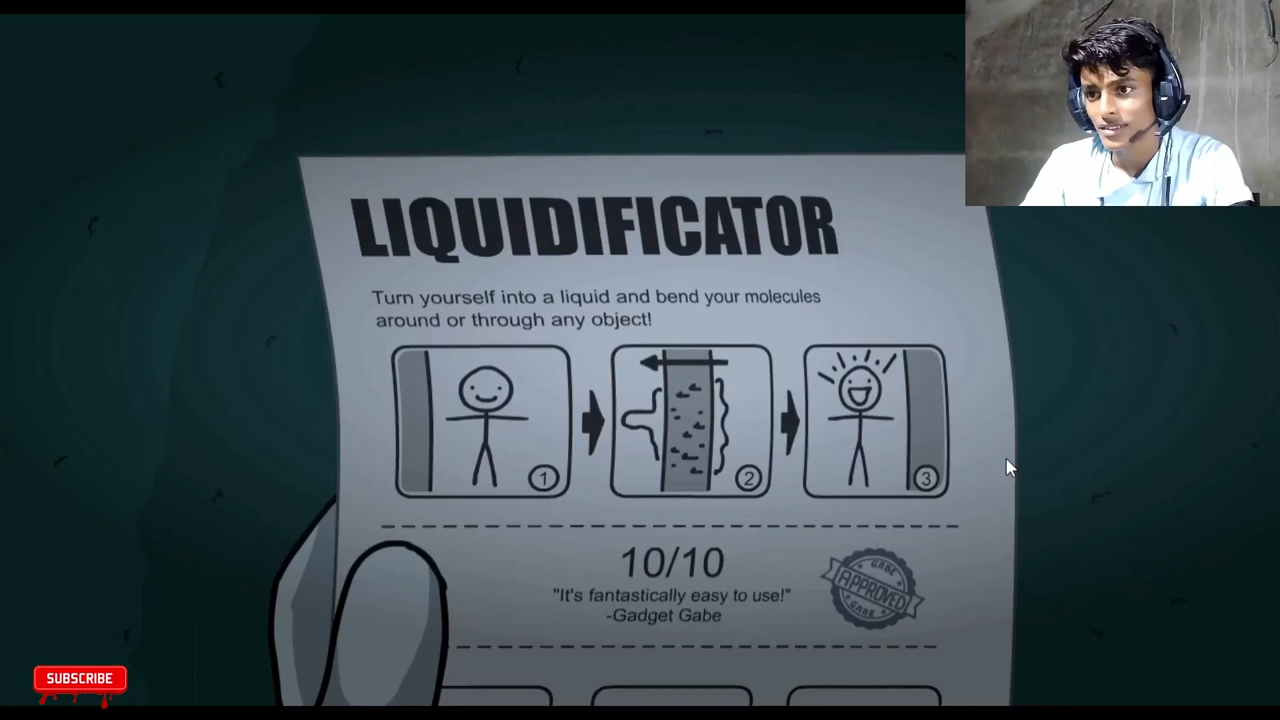 LIQUIDIFICATOR
Turn yourself into a liquid and bend your molecules
around or through any object!
1
2
3
10/10
"It's fantastically easy to use!"
-Gadget Gabe
GABE
APPROVED
GABE
SUBSCRIBE